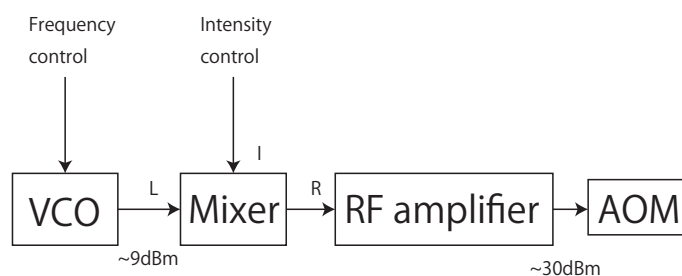 Frequency
control
Intensity
control
I
L
R
VCO
Mixer
RF amplifier
AOM
~9dBm
~30dBm